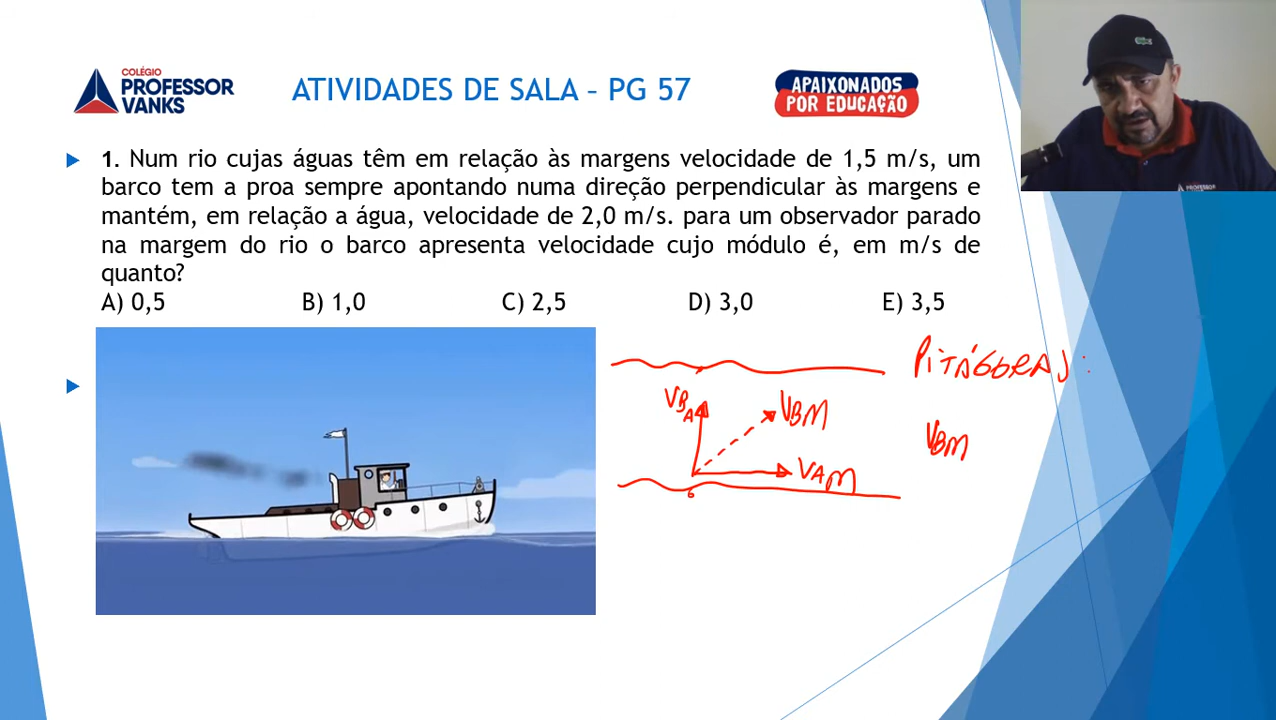 COLÉGIO
PROFESSOR
VANKS
ATIVIDADES DE SALA – PG 57
APAIXONADOS
POR EDUCAÇÃO
1. Num rio cujas águas têm em relação às margens velocidade de 1,5 m/s, um
barco tem a proa sempre apontando numa direção perpendicular às margens e
mantém, em relação a água, velocidade de 2,0 m/s. para um observador parado
na margem do rio o barco apresenta velocidade cujo módulo é, em m/s de
quanto?
A) 0,5 B) 1,0 C) 2,5 D) 3,0 E) 3,5
PITÁGORAS:
VBA
VBM
VBM
VAM
PROFESSOR